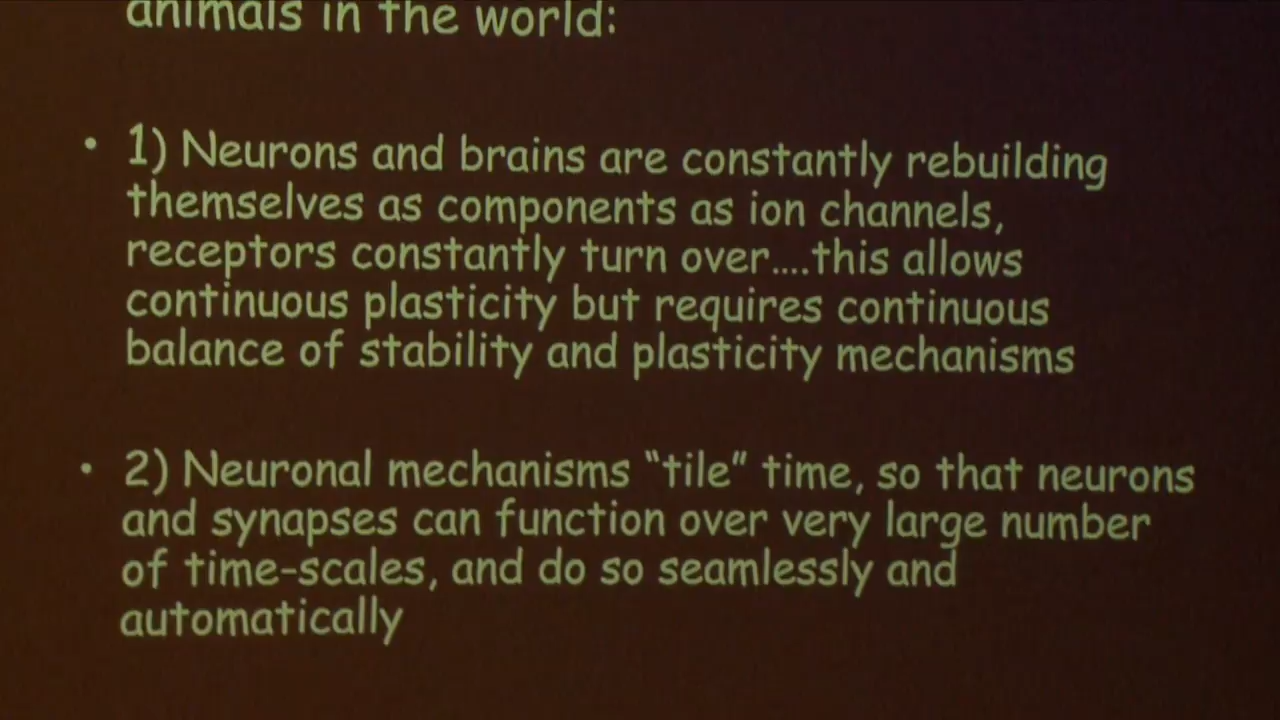 animals in the world:
• 1) Neurons and brains are constantly rebuilding
themselves as components as ion channels,
receptors constantly turn over....this allows
continuous plasticity but requires continuous
balance of stability and plasticity mechanisms
• 2) Neuronal mechanisms “tile” time, so that neurons
and synapses can function over very large number
of time-scales, and do so seamlessly and
automatically